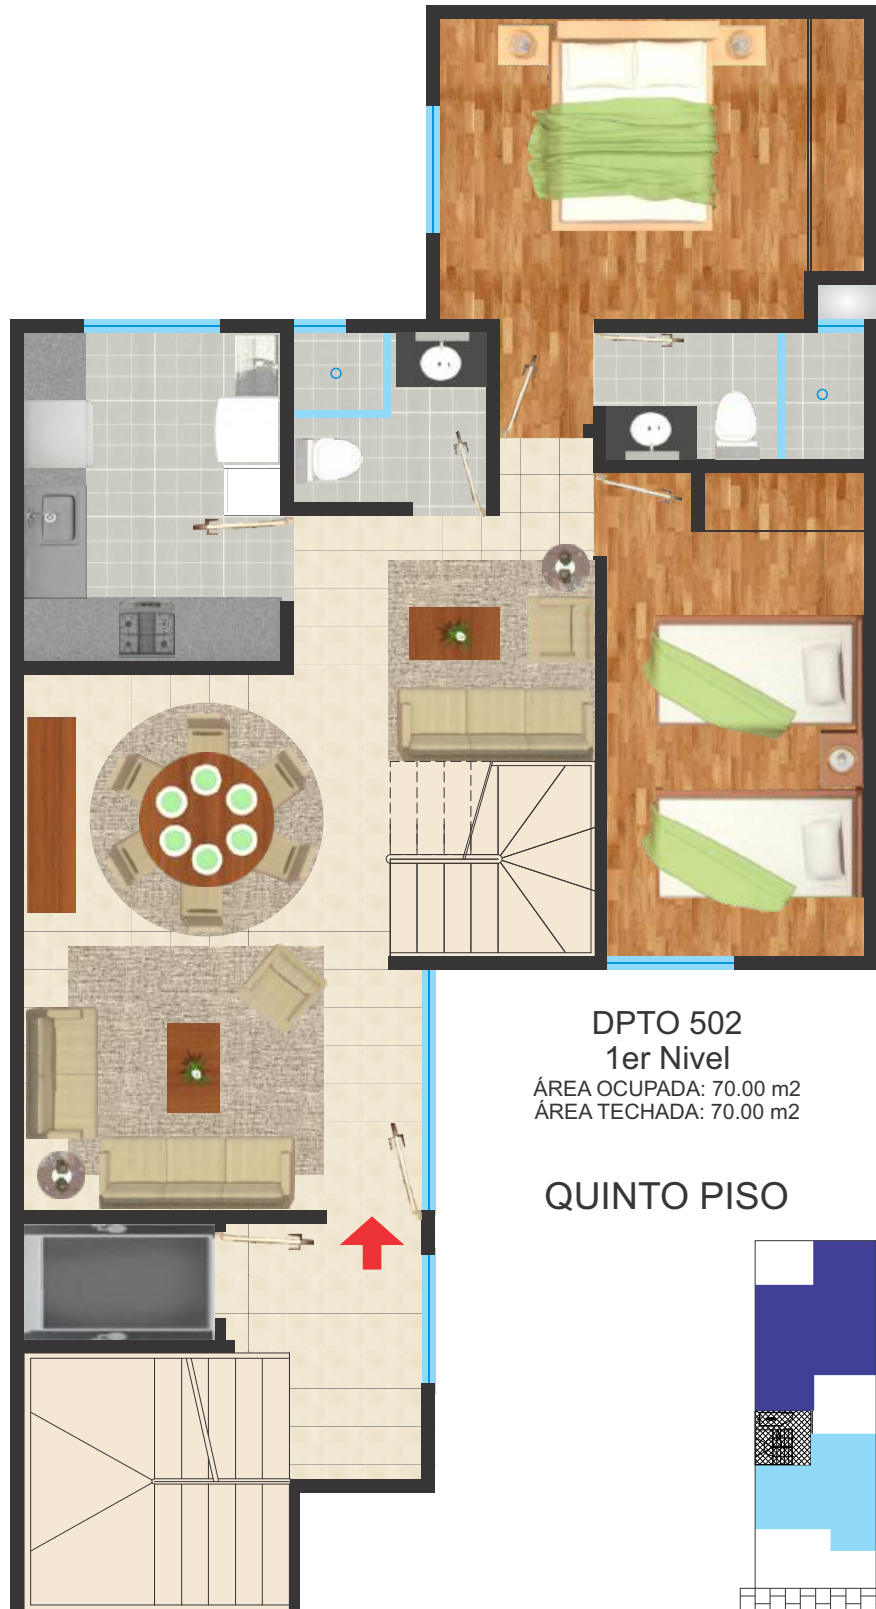 DPTO 502
1er Nivel
ÁREA OCUPADA: 70.00 m2
ÁREA TECHADA: 70.00 m2
QUINTO PISO